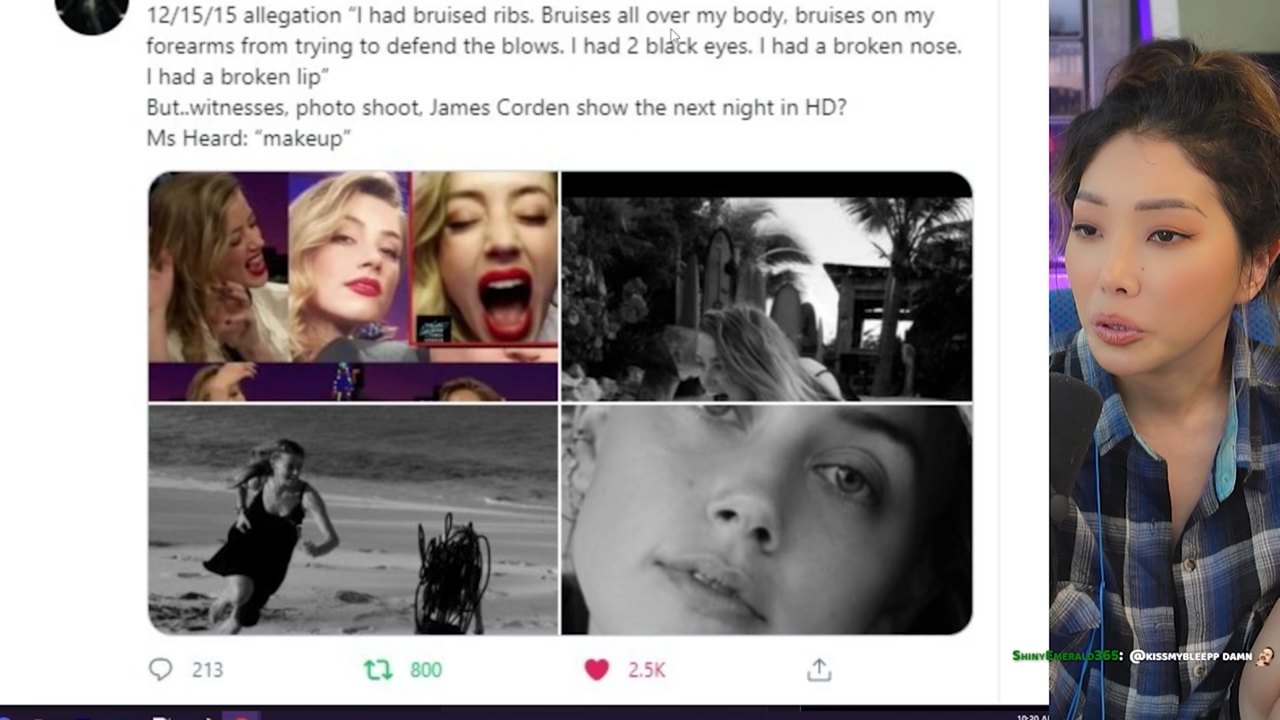 12/15/15 allegation “I had bruised ribs. Bruises all over my body, bruises on my
forearms from trying to defend the blows. I had 2 black eyes. I had a broken nose.
I had a broken lip”
But..witnesses, photo shoot, James Corden show the next night in HD?
Ms Heard: “makeup”
213
800
2.5K
ShinyEmerald365: @kissmybleepp damn